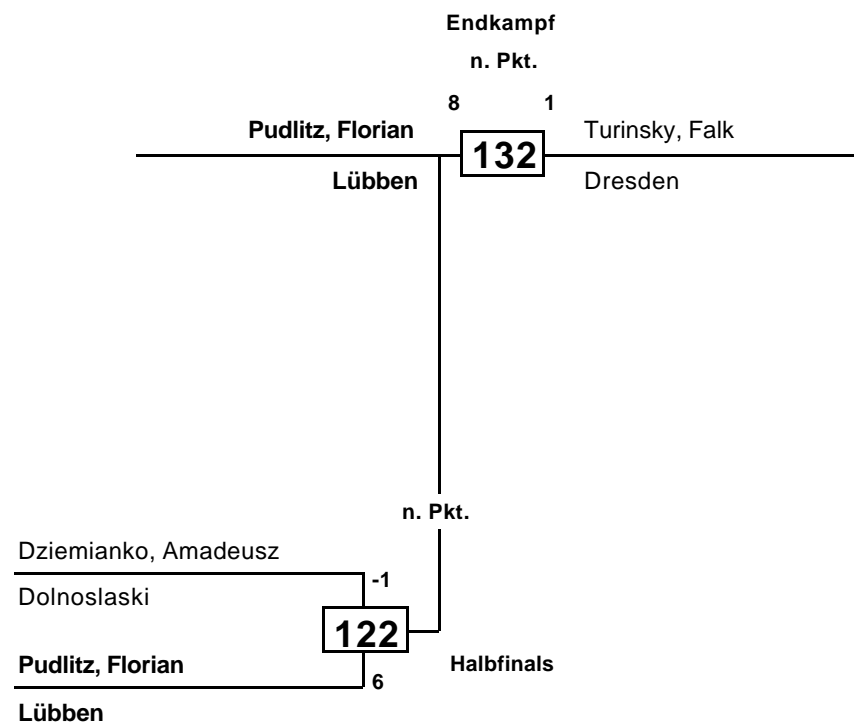 Endkampf
n. Pkt.
8 1
Pudlitz, Florian 132 Turinsky, Falk
Lübben Dresden
n. Pkt.
Dziemianko, Amadeusz
-1
Dolnoslaski
122
Pudlitz, Florian Halbfinals
6
Lübben